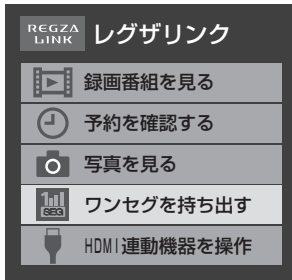 REGZA
LINK レグザリンク
録画番組を見る
予約を確認する
写真を見る
1seg
SEG ワンセグを持ち出す
HDMI連動機器を操作